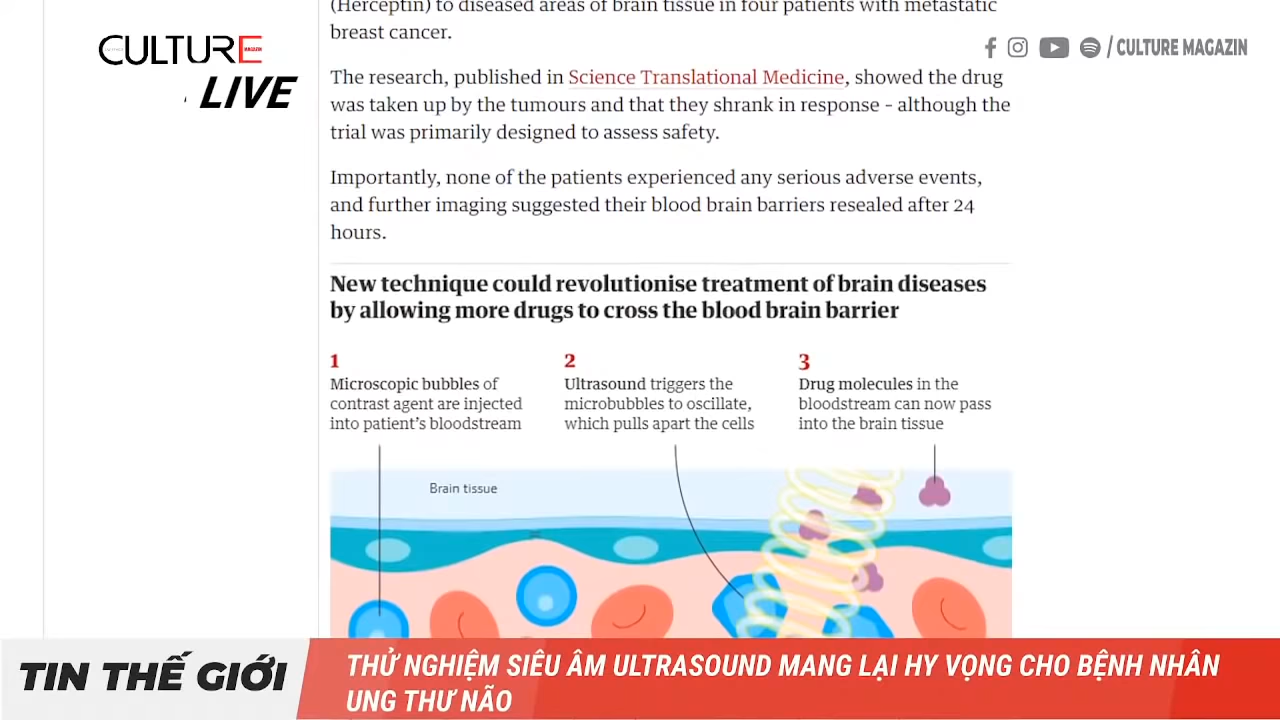 (Herceptin) to diseased areas of brain tissue in four patients with metastatic
breast cancer.
CULTURE
MAGAZIN
LIVE
/ CULTURE MAGAZIN
The research, published in Science Translational Medicine, showed the drug
was taken up by the tumours and that they shrank in response – although the
trial was primarily designed to assess safety.
Importantly, none of the patients experienced any serious adverse events,
and further imaging suggested their blood brain barriers resealed after 24
hours.
New technique could revolutionise treatment of brain diseases
by allowing more drugs to cross the blood brain barrier
1
Microscopic bubbles of
contrast agent are injected
into patient's bloodstream
2
Ultrasound triggers the
microbubbles to oscillate,
which pulls apart the cells
3
Drug molecules in the
bloodstream can now pass
into the brain tissue
Brain tissue
TIN THẾ GIỚI
THỬ NGHIỆM SIÊU ÂM ULTRASOUND MANG LẠI HY VỌNG CHO BỆNH NHÂN
UNG THƯ NÃO